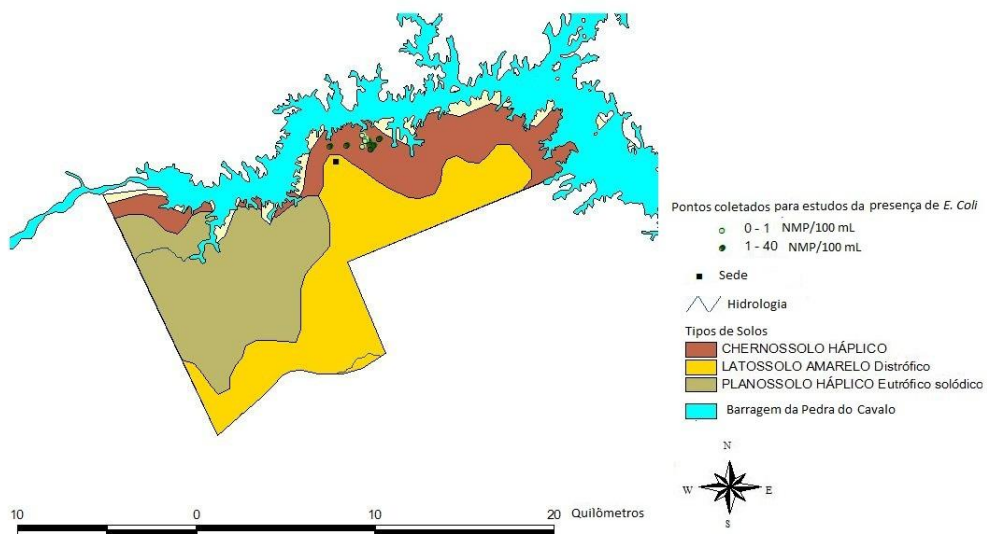 Pontos coletados para estudos da presença de E. Coli
0 - 1 NMP/100 mL
1 - 40 NMP/100 mL
Sede
Hidrologia
Tipos de Solos
CHERNOSSOLO HÁPLICO
LATOSSOLO AMARELO Distrófico
PLANOSSOLO HÁPLICO Eutrófico solódico
Barragem da Pedra do Cavalo
N
W E
S
10 0 10 20 Quilòmetros